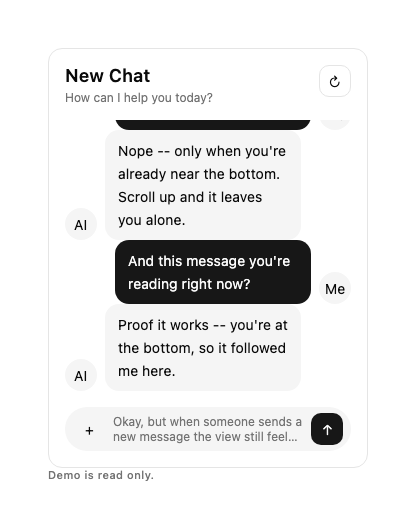 New Chat
How can I help you today?
Nope -- only when you're
already near the bottom.
Scroll up and it leaves
you alone.
AI
And this message you're
reading right now?
Me
Proof it works -- you're at
the bottom, so it followed
me here.
AI
+ Okay, but when someone sends a
new message the view still feel...
Demo is read only.